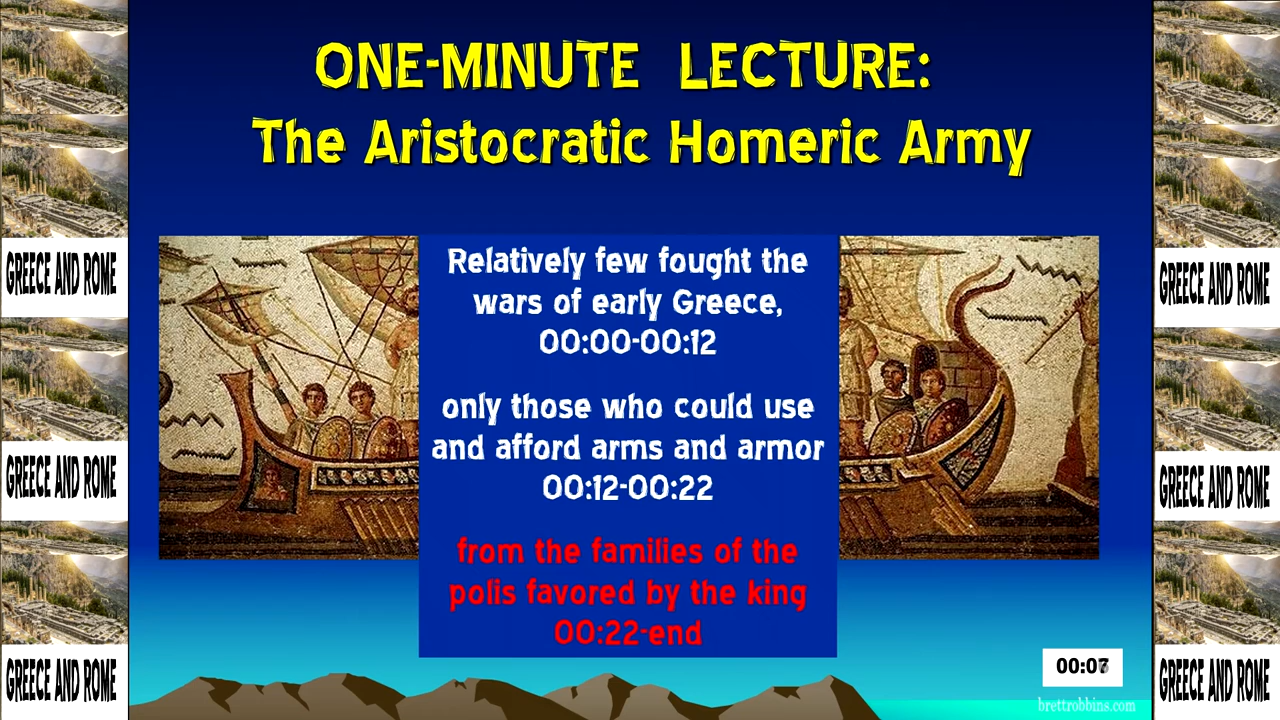 ONE-MINUTE LECTURE:
The Aristocratic Homeric Army
Relatively few fought the
wars of early Greece,
00:00-00:12
only those who could use
and afford arms and armor
00:12-00:22
from the families of the
polis favored by the king
00:22-end
GREECE AND ROME
GREECE AND ROME
GREECE AND ROME
GREECE AND ROME
GREECE AND ROME
GREECE AND ROME
00:07
brettrobbins.com